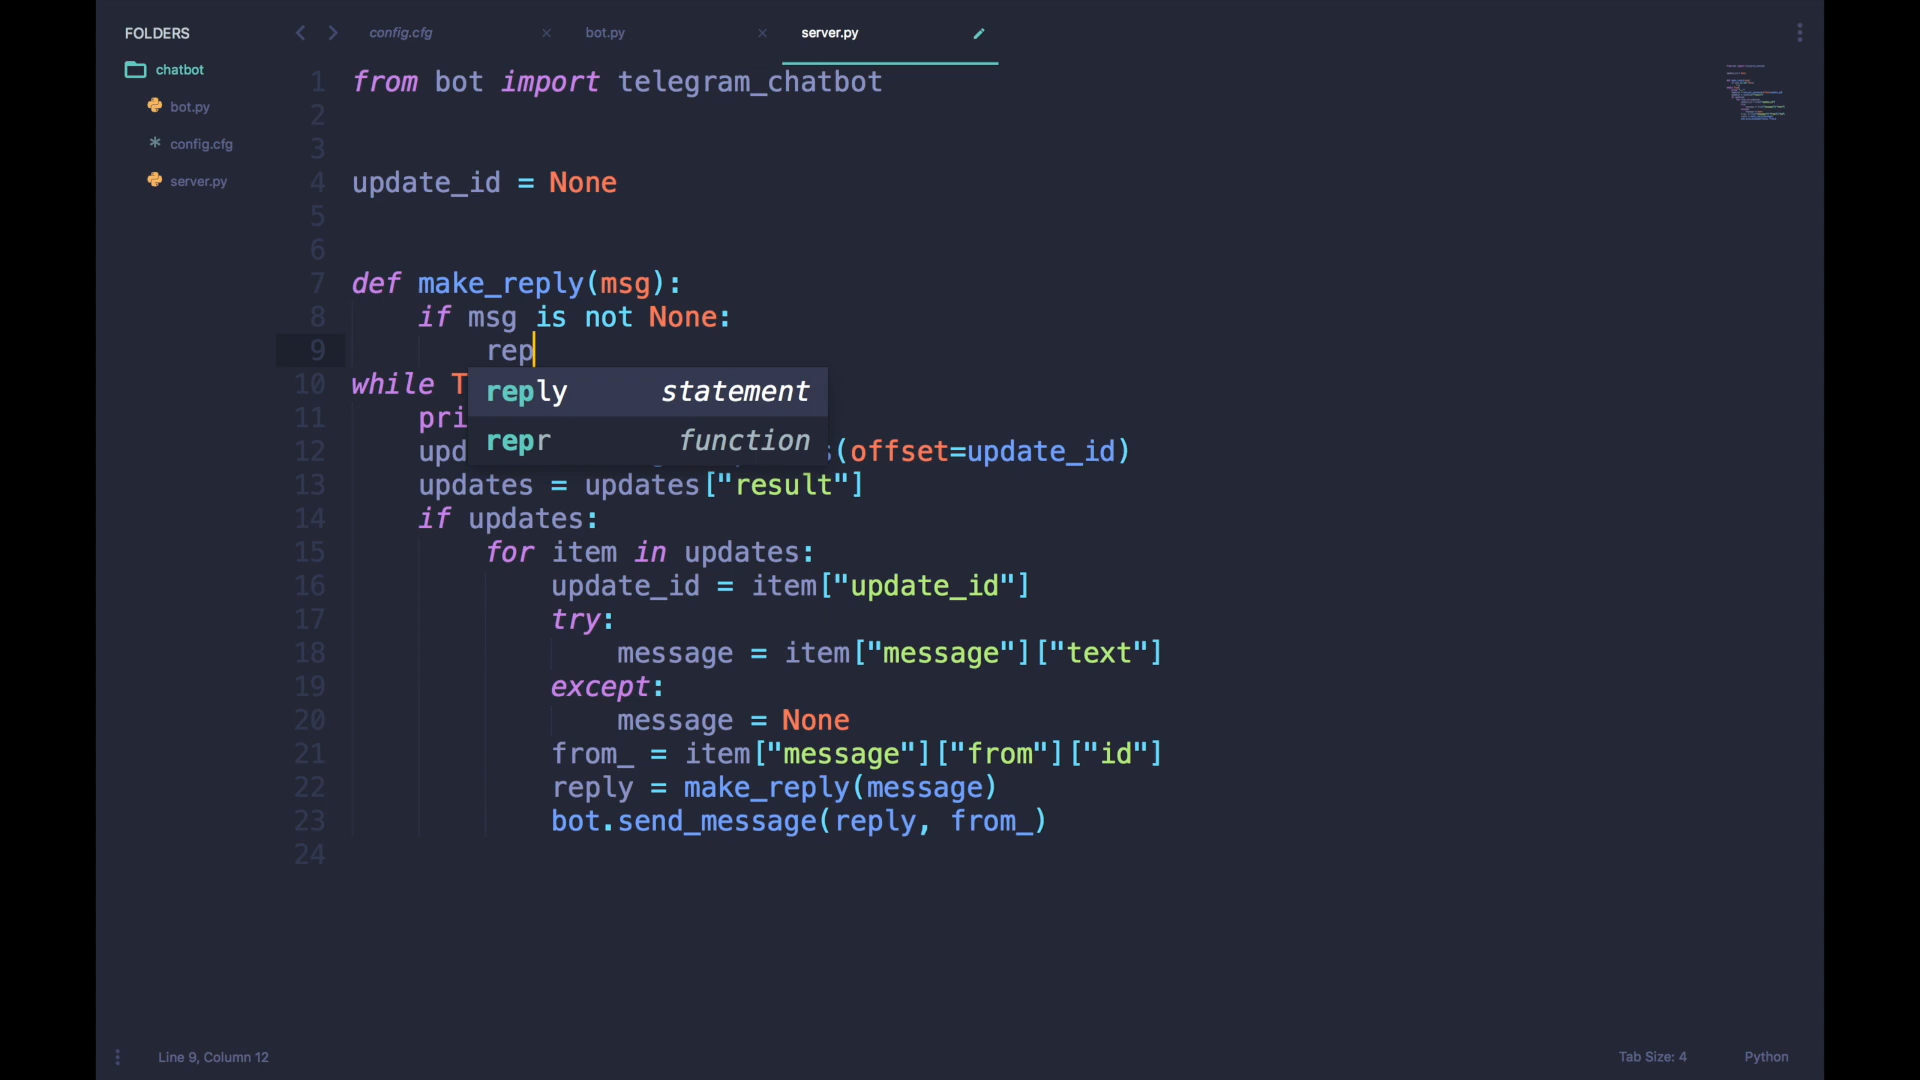 FOLDERS
chatbot
bot.py
config.cfg
server.py
config.cfg × bot.py × server.py
1 from bot import telegram_chatbot
2
3
4 update_id = None
5
6
7 def make_reply(msg):
8 if msg is not None:
9 rep
reply statement
repr function
10 while T
11 pri
12 upd s(offset=update_id)
13 updates = updates["result"]
14 if updates:
15 for item in updates:
16 update_id = item["update_id"]
17 try:
18 message = item["message"]["text"]
19 except:
20 message = None
21 from_ = item["message"]["from"]["id"]
22 reply = make_reply(message)
23 bot.send_message(reply, from_)
24
Line 9, Column 12
Tab Size: 4 Python